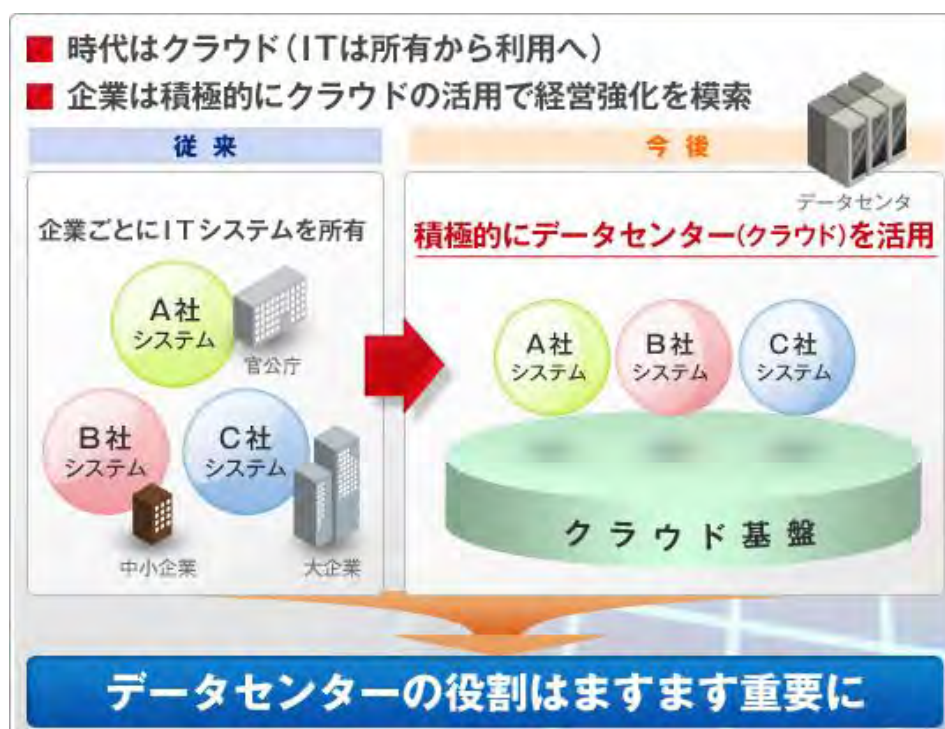 ■ 時代はクラウド(ITは所有から利用へ)
■ 企業は積極的にクラウドの活用で経営強化を模索
従来
企業ごとにITシステムを所有
A社
システム
官公庁
B社
システム
中小企業
C社
システム
大企業
今後
データセンタ
積極的にデータセンター(クラウド)を活用
A社
システム
B社
システム
C社
システム
クラウド基盤
データセンターの役割はますます重要に